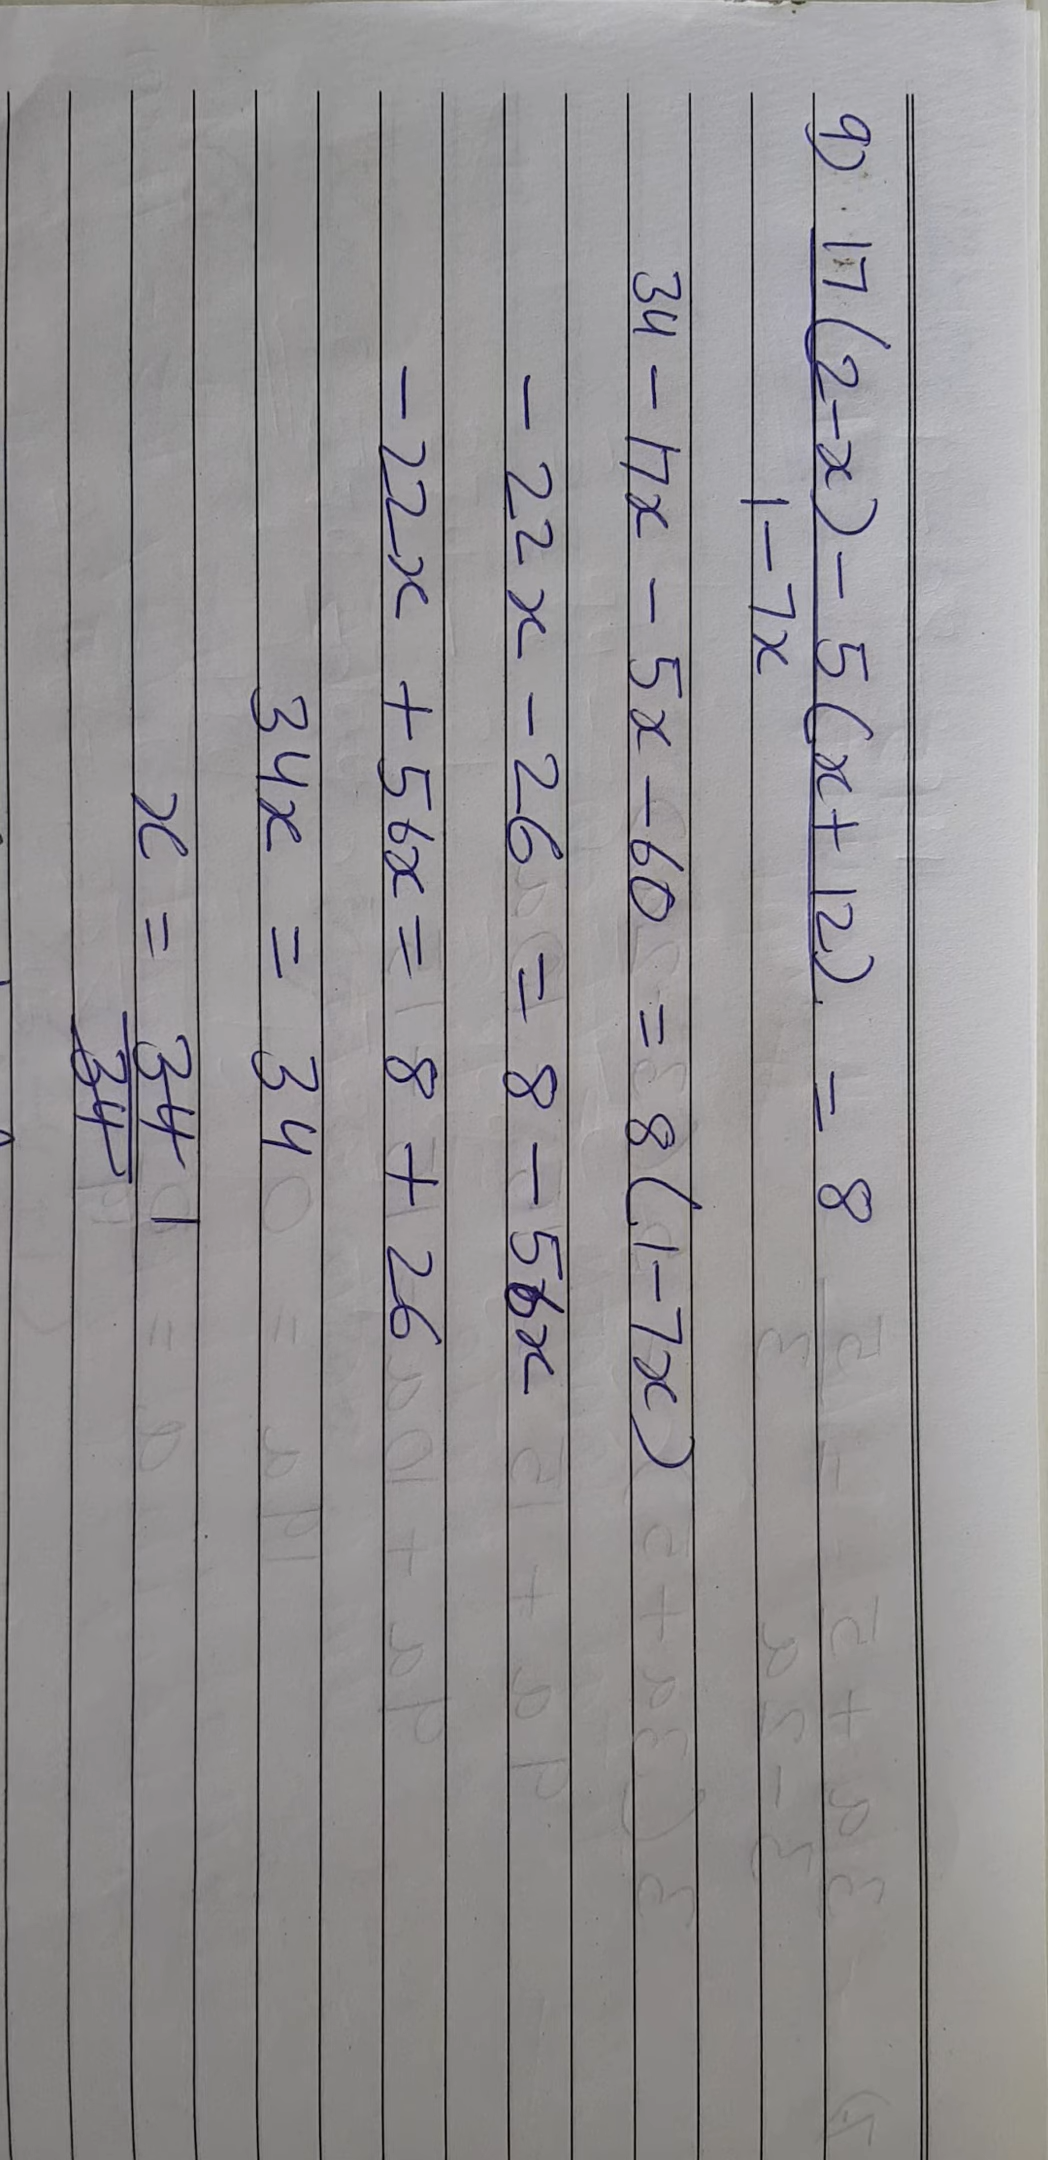 9) 17(2-x) - 5(x+12) = 8
1-7x
34 - 17x - 5x - 60 = 8(1-7x)
- 22x - 26 = 8 - 56x
- 22x + 56x = 8 + 26
34x = 34
x = 34 1
34